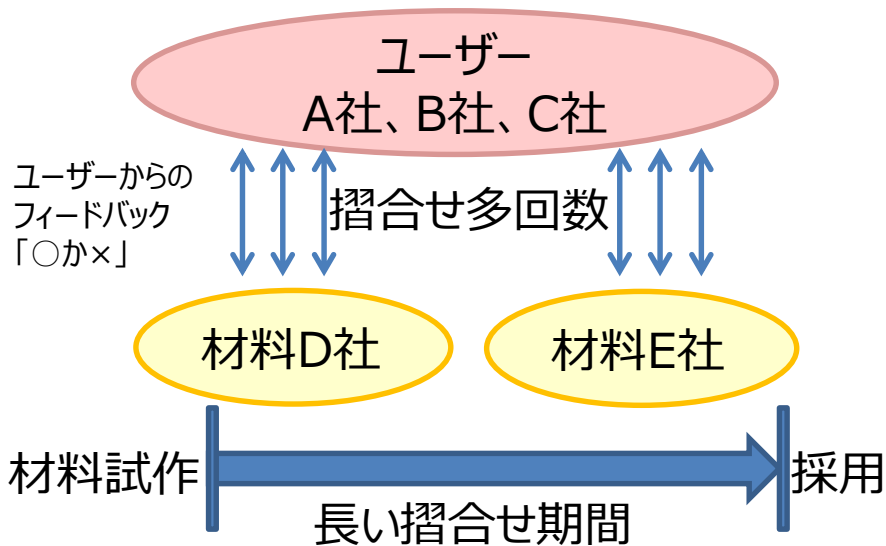 ユーザー
A社、B社、C社
ユーザーからの
フィードバック
「○か×」
摺合せ多回数
材料D社
材料E社
材料試作
採用
長い摺合せ期間